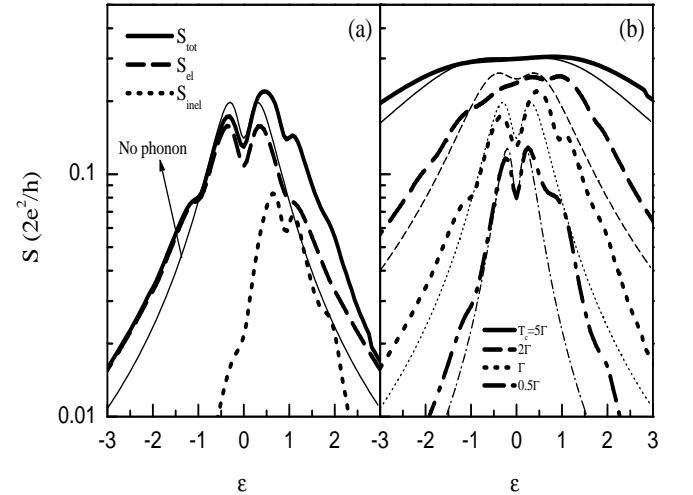 (a)
(b)
S_tot
S_el
S_inel
No phonon
0.1
0.01
S (2e²/h)
T_c=5Γ
2Γ
Γ
0.5Γ
-3 -2 -1 0 1 2 -3 -2 -1 0 1 2 3
ε ε